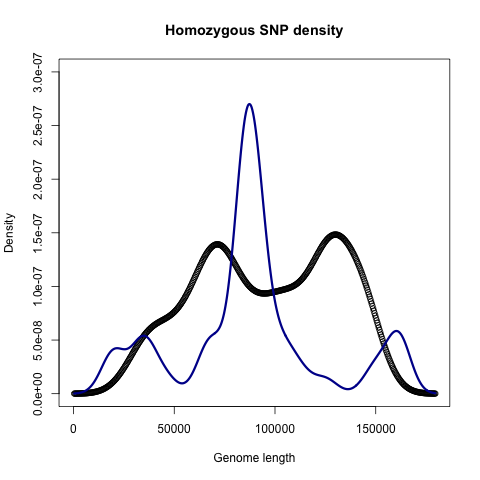 Homozygous SNP density
Density
3.0e-07
2.5e-07
2.0e-07
1.5e-07
1.0e-07
5.0e-08
0.0e+00
0 50000 100000 150000
Genome length